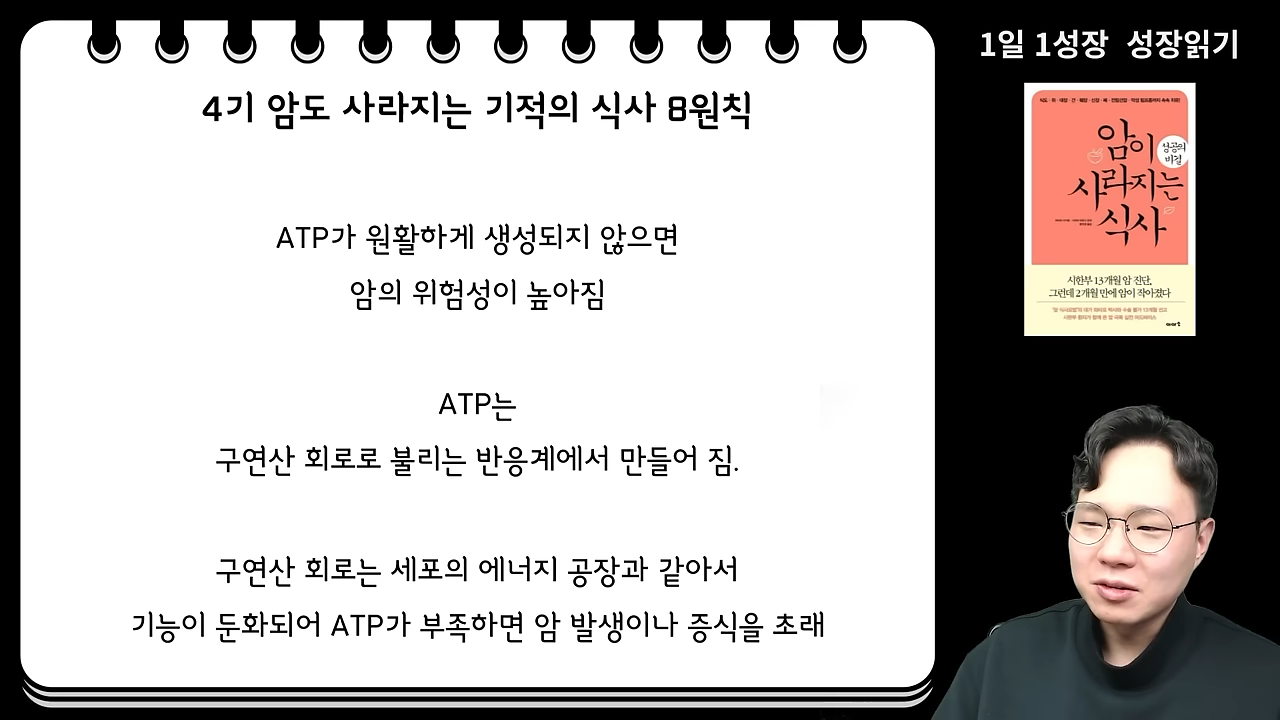 4기 암도 사라지는 기적의 식사 8원칙
ATP가 원활하게 생성되지 않으면
암의 위험성이 높아짐
ATP는
구연산 회로로 불리는 반응계에서 만들어 짐.
구연산 회로는 세포의 에너지 공장과 같아서
기능이 둔화되어 ATP가 부족하면 암 발생이나 증식을 초래
1일 1성장 성장읽기
암이
성공의
비결
사라지는
식사
시한부 13개월 암 진단,
그런데 2개월 만에 암이 작아졌다